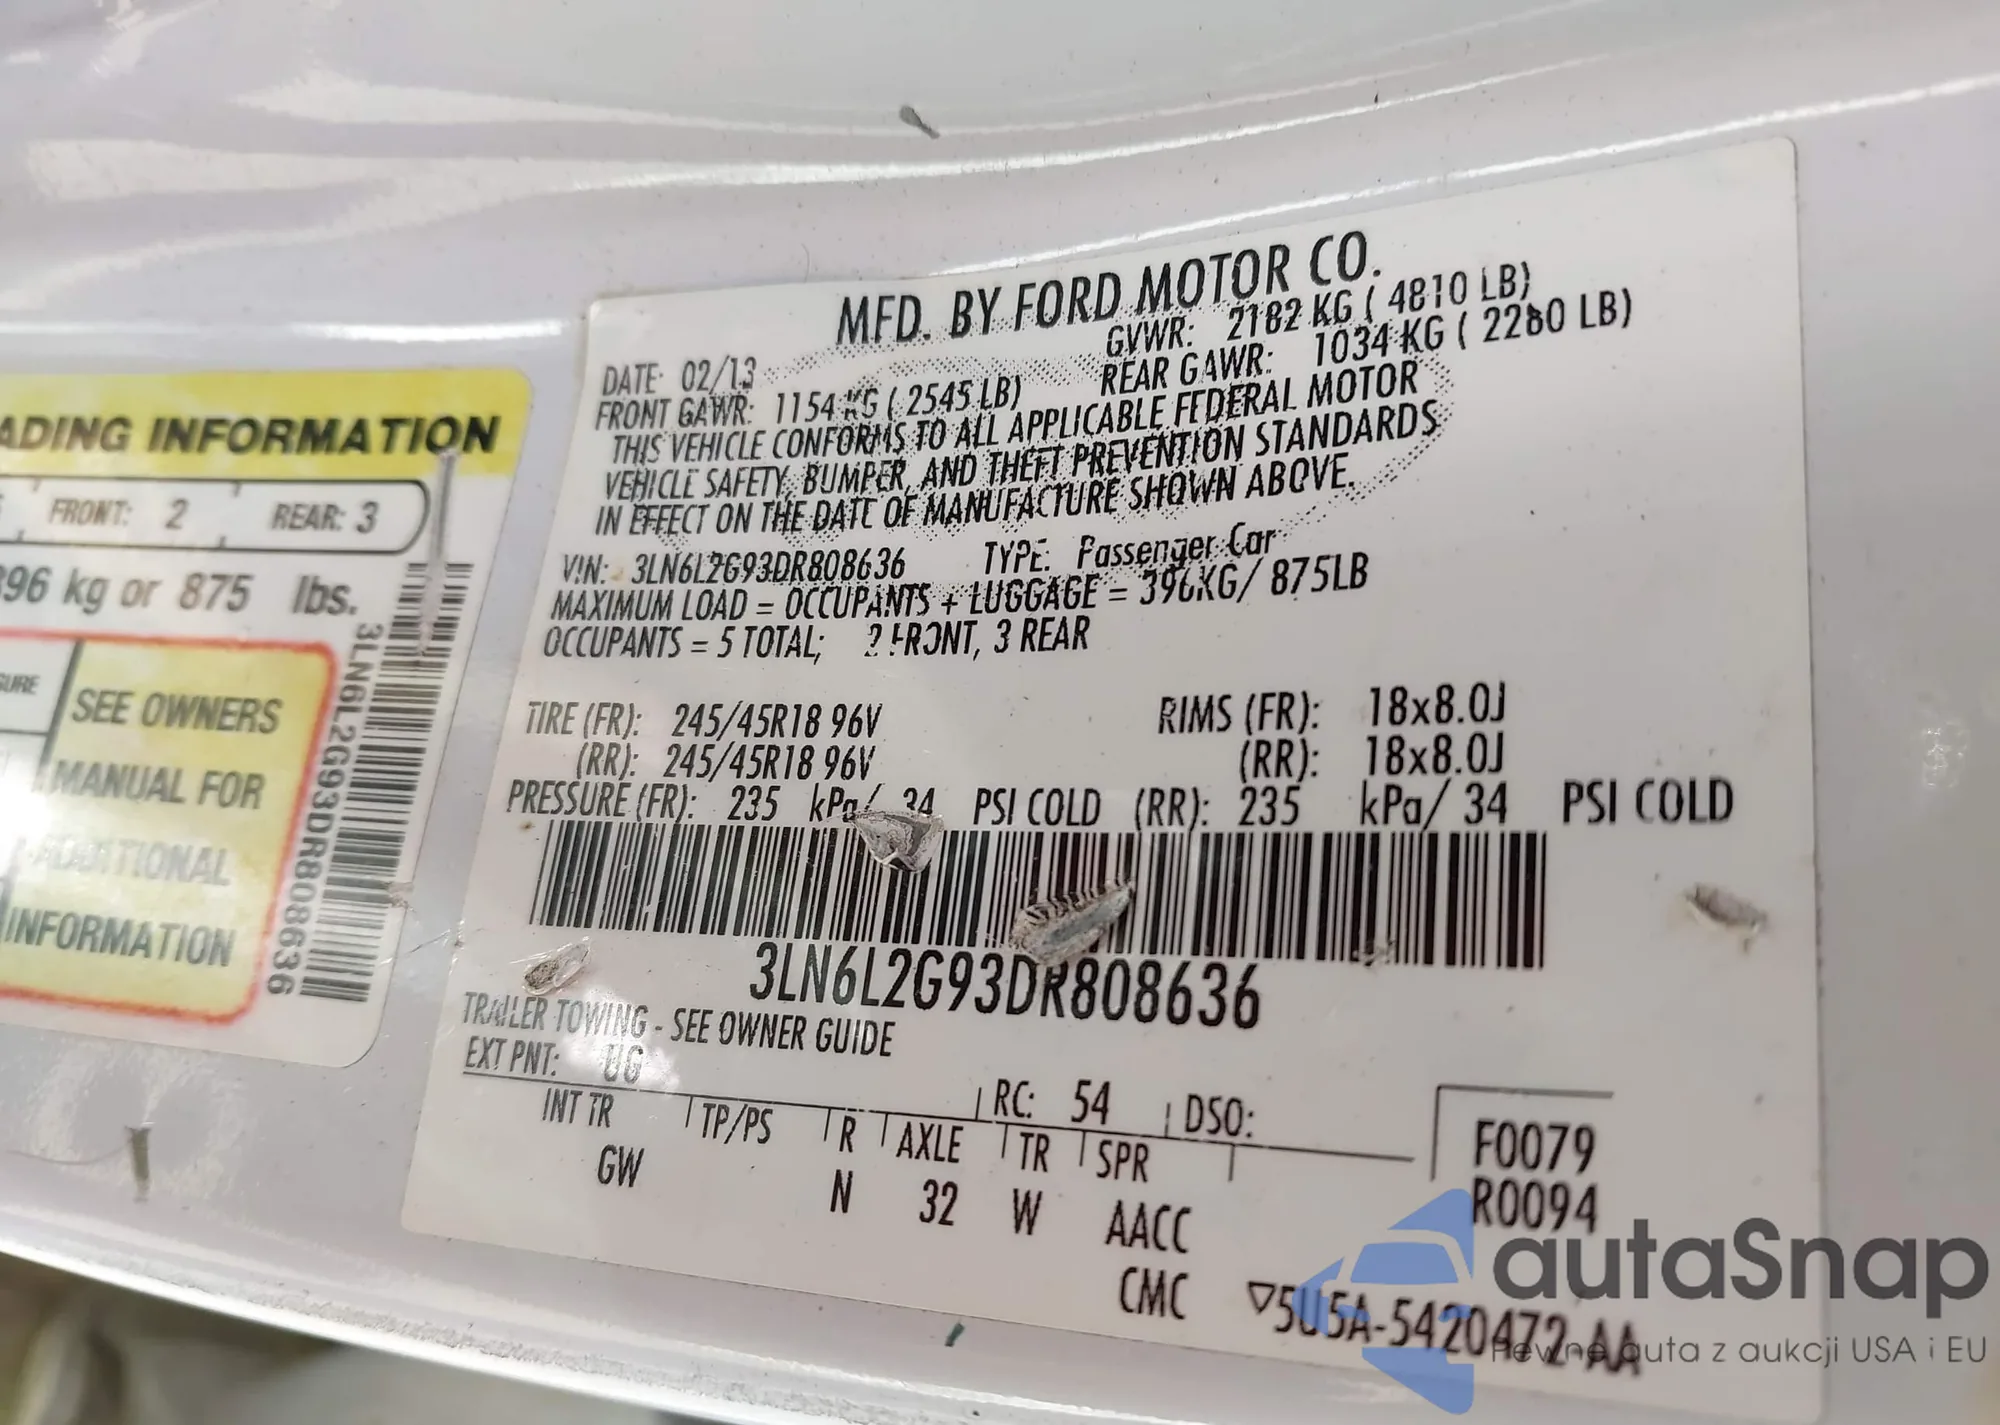 ADING INFORMATION
FRONT: 2 REAR: 3
396 kg or 875 lbs.
SEE OWNERS
MANUAL FOR
ADDITIONAL
INFORMATION
3LN6L2G93DR808636
MFD. BY FORD MOTOR CO.
DATE: 02/13 GVWR: 2182 KG ( 4810 LB)
FRONT GAWR: 1154 KG ( 2545 LB) REAR GAWR: 1034 KG ( 2280 LB)
THIS VEHICLE CONFORMS TO ALL APPLICABLE FEDERAL MOTOR
VEHICLE SAFETY, BUMPER, AND THEFT PREVENTION STANDARDS
IN EFFECT ON THE DATE OF MANUFACTURE SHOWN ABOVE.
VIN: 3LN6L2G93DR808636 TYPE: Passenger Car
MAXIMUM LOAD = OCCUPANTS + LUGGAGE = 396KG/ 875LB
OCCUPANTS = 5 TOTAL; 2 FRONT, 3 REAR
TIRE (FR): 245/45R18 96V RIMS (FR): 18x8.0J
(RR): 245/45R18 96V (RR): 18x8.0J
PRESSURE (FR): 235 kPa/ 34 PSI COLD (RR): 235 kPa/ 34 PSI COLD
3LN6L2G93DR808636
TRAILER TOWING - SEE OWNER GUIDE
EXT PNT: UG RC: 54 DSO:
INT TR TP/PS R AXLE TR SPR F0079
GW N 32 W AACC R0094
CMC ▽5U5A-5420472-AA
autaSnap
Pewne auta z aukcji USA i EU